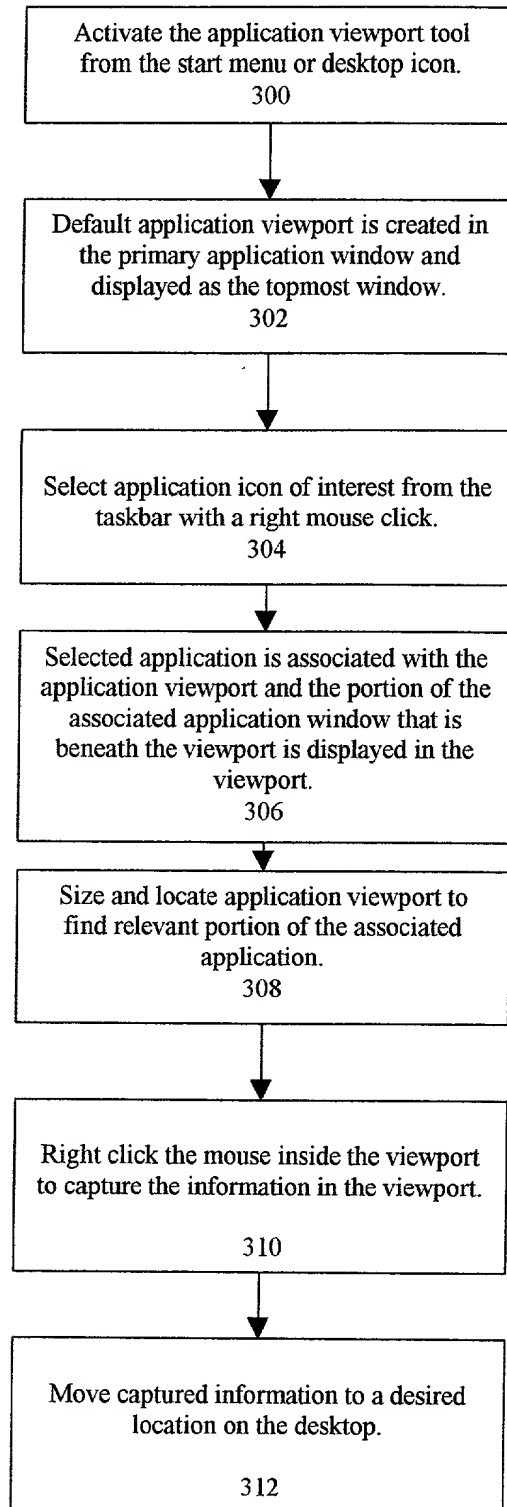 Activate the application viewport tool
from the start menu or desktop icon.
300
Default application viewport is created in
the primary application window and
displayed as the topmost window.
302
Select application icon of interest from the
taskbar with a right mouse click.
304
Selected application is associated with the
application viewport and the portion of the
associated application window that is
beneath the viewport is displayed in the
viewport.
306
Size and locate application viewport to
find relevant portion of the associated
application.
308
Right click the mouse inside the viewport
to capture the information in the viewport.
310
Move captured information to a desired
location on the desktop.
312